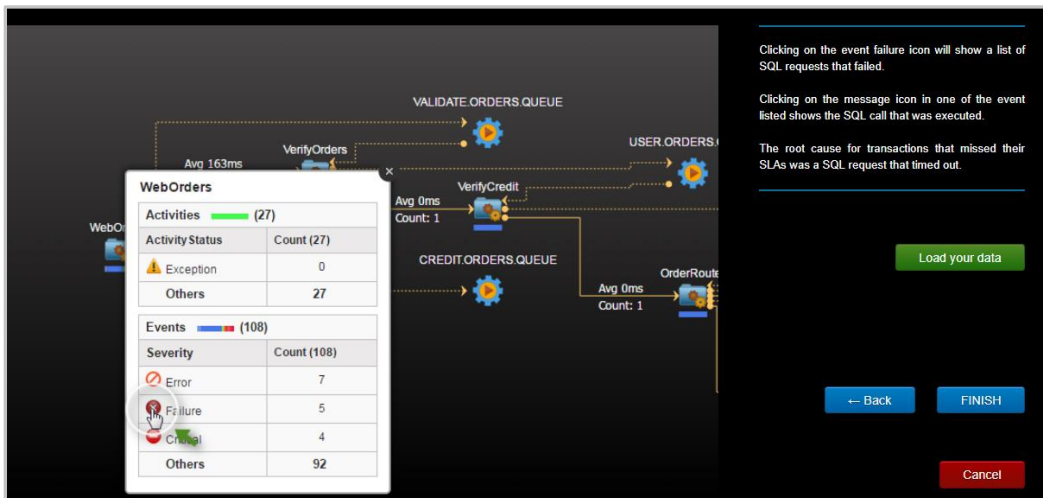 VALIDATE.ORDERS.QUEUE
USER.ORDERS.
VerifyOrders
Avg 163ms
WebOrders
Activities (27)
Activity Status Count (27)
Exception 0
Others 27
Events (108)
Severity Count (108)
Error 7
Failure 5
Critical 4
Others 92
WebO
VerifyCredit
Avg 0ms
Count: 1
CREDIT.ORDERS.QUEUE
OrderRoute
Avg 0ms
Count: 1
Clicking on the event failure icon will show a list of
SQL requests that failed.
Clicking on the message icon in one of the event
listed shows the SQL call that was executed.
The root cause for transactions that missed their
SLAs was a SQL request that timed out.
Load your data
← Back
FINISH
Cancel